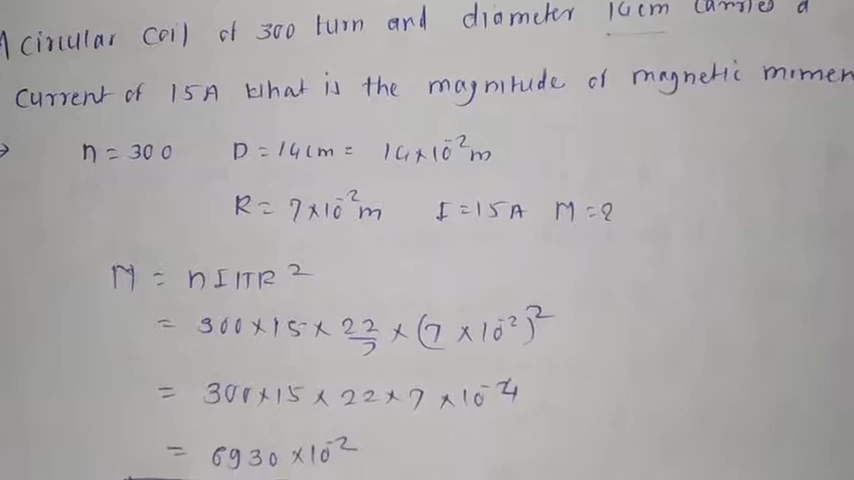 A circular coil of 300 turn and diameter 14cm carries a
Current of 15A What is the magnitude of magnetic momen
→ n = 300 D = 14cm = 14×10⁻²m
R = 7×10⁻²m I = 15A M = ?
M = nIπR²
= 300×15×22/7×(7×10⁻²)²
= 300×15×22×7×10⁻⁴
= 6930×10⁻²